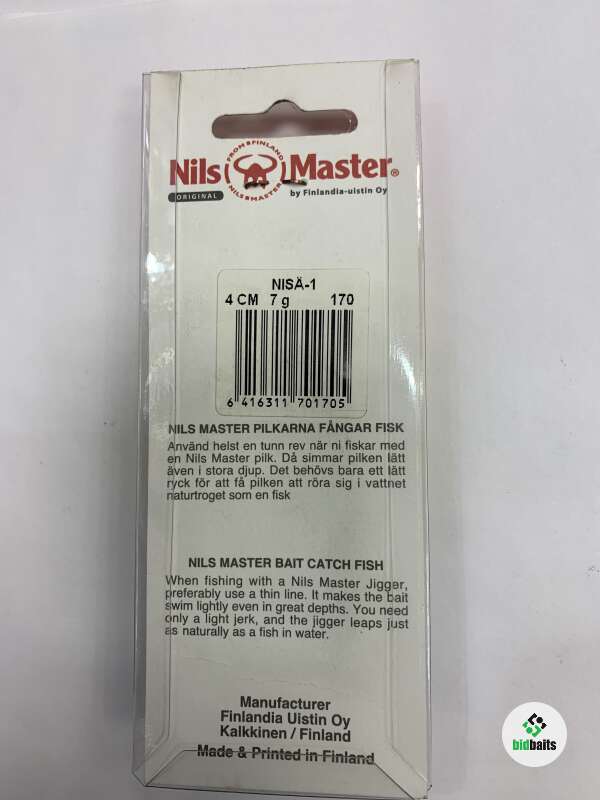 Nils Master®
FROM FINLAND
NILS MASTER
ORIGINAL
by Finlandia-uistin Oy
NISÄ-1
4 CM 7 g 170
6 416311 701705
NILS MASTER PILKARNA FÅNGAR FISK
Använd helst en tunn rev när ni fiskar med
en Nils Master pilk. Då simmar pilken lätt
även i stora djup. Det behövs bara ett lätt
ryck för att få pilken att röra sig i vattnet
naturtroget som en fisk
NILS MASTER BAIT CATCH FISH
When fishing with a Nils Master Jigger,
preferably use a thin line. It makes the bait
swim lightly even in great depths. You need
only a light jerk, and the jigger leaps just
as naturally as a fish in water.
Manufacturer
Finlandia Uistin Oy
Kalkkinen / Finland
Made & Printed in Finland
bidbaits